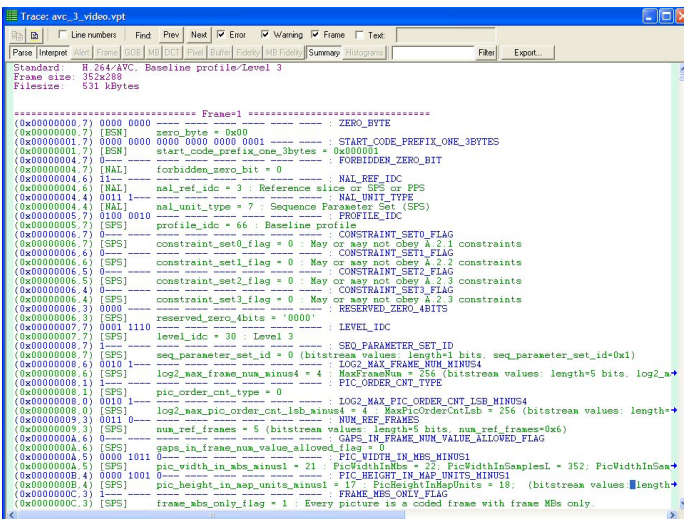 Trace: avc_3_video.vpt
Line numbers Find: Prev Next Error Warning Frame Text:
Parse Interpret Alert Frame GOB MB DCT Pixel Buffer Fidelity MB Fidelity Summary Histograms Filter Export...
Standard: H.264/AVC, Baseline profile/Level 3
Frame size: 352x288
Filesize: 531 kBytes
============================== Frame=1 ==============================
(0x00000000,7) 0000 0000 ---- ---- ---- ---- ---- ---- : ZERO_BYTE
(0x00000000,7) [BSN] zero_byte = 0x00
(0x00000001,7) 0000 0000 0000 0000 0000 0001 ---- ---- : START_CODE_PREFIX_ONE_3BYTES
(0x00000001,7) [BSN] start_code_prefix_one_3bytes = 0x000001
(0x00000004,7) 0--- ---- ---- ---- ---- ---- ---- ---- : FORBIDDEN_ZERO_BIT
(0x00000004,7) [NAL] forbidden_zero_bit = 0
(0x00000004,6) 11-- ---- ---- ---- ---- ---- ---- ---- : NAL_REF_IDC
(0x00000004,6) [NAL] nal_ref_idc = 3 : Reference slice or SPS or PPS
(0x00000004,4) 0011 1--- ---- ---- ---- ---- ---- ---- : NAL_UNIT_TYPE
(0x00000004,4) [NAL] nal_unit_type = 7 : Sequence Parameter Set (SPS)
(0x00000005,7) 0100 0010 ---- ---- ---- ---- ---- ---- : PROFILE_IDC
(0x00000005,7) [SPS] profile_idc = 66 : Baseline profile
(0x00000006,7) 0--- ---- ---- ---- ---- ---- ---- ---- : CONSTRAINT_SET0_FLAG
(0x00000006,7) [SPS] constraint_set0_flag = 0 : May or may not obey A.2.1 constraints
(0x00000006,6) 0--- ---- ---- ---- ---- ---- ---- ---- : CONSTRAINT_SET1_FLAG
(0x00000006,6) [SPS] constraint_set1_flag = 0 : May or may not obey A.2.2 constraints
(0x00000006,5) 0--- ---- ---- ---- ---- ---- ---- ---- : CONSTRAINT_SET2_FLAG
(0x00000006,5) [SPS] constraint_set2_flag = 0 : May or may not obey A.2.3 constraints
(0x00000006,4) 0--- ---- ---- ---- ---- ---- ---- ---- : CONSTRAINT_SET3_FLAG
(0x00000006,4) [SPS] constraint_set3_flag = 0 : May or may not obey A.2.3 constraints
(0x00000006,3) 0000 ---- ---- ---- ---- ---- ---- ---- : RESERVED_ZERO_4BITS
(0x00000006,3) [SPS] reserved_zero_4bits = '0000'
(0x00000007,7) 0001 1110 ---- ---- ---- ---- ---- ---- : LEVEL_IDC
(0x00000007,7) [SPS] level_idc = 30 : Level 3
(0x00000008,7) 1--- ---- ---- ---- ---- ---- ---- ---- : SEQ_PARAMETER_SET_ID
(0x00000008,7) [SPS] seq_parameter_set_id = 0 (bitstream values: length=1 bits, seq_parameter_set_id=0x1)
(0x00000008,6) 0010 1--- ---- ---- ---- ---- ---- ---- : LOG2_MAX_FRAME_NUM_MINUS4
(0x00000008,6) [SPS] log2_max_frame_num_minus4 = 4 : MaxFrameNum = 256 (bitstream values: length=5 bits, log2_m
(0x00000008,1) 1--- ---- ---- ---- ---- ---- ---- ---- : PIC_ORDER_CNT_TYPE
(0x00000008,1) [SPS] pic_order_cnt_type = 0
(0x00000008,0) 0010 1--- ---- ---- ---- ---- ---- ---- : LOG2_MAX_PIC_ORDER_CNT_LSB_MINUS4
(0x00000008,0) [SPS] log2_max_pic_order_cnt_lsb_minus4 = 4 : MaxPicOrderCntLsb = 256 (bitstream values: length=
(0x00000009,3) 0011 0--- ---- ---- ---- ---- ---- ---- : NUM_REF_FRAMES
(0x00000009,3) [SPS] num_ref_frames = 5 (bitstream values: length=5 bits, num_ref_frames=0x6)
(0x0000000A,6) 0--- ---- ---- ---- ---- ---- ---- ---- : GAPS_IN_FRAME_NUM_VALUE_ALLOWED_FLAG
(0x0000000A,6) [SPS] gaps_in_frame_num_value_allowed_flag = 0
(0x0000000A,5) 0000 1011 0--- ---- ---- ---- ---- ---- : PIC_WIDTH_IN_MBS_MINUS1
(0x0000000A,5) [SPS] pic_width_in_mbs_minus1 = 21 : PicWidthInMbs = 22; PicWidthInSamplesL = 352; PicWidthInSam
(0x0000000B,4) 0000 1001 0--- ---- ---- ---- ---- ---- : PIC_HEIGHT_IN_MAP_UNITS_MINUS1
(0x0000000B,4) [SPS] pic_height_in_map_units_minus1 = 17 : PicHeightInMapUnits = 18; (bitstream values: length
(0x0000000C,3) 1--- ---- ---- ---- ---- ---- ---- ---- : FRAME_MBS_ONLY_FLAG
(0x0000000C,3) [SPS] frame_mbs_only_flag = 1 : Every picture is a coded frame with frame MBs only.